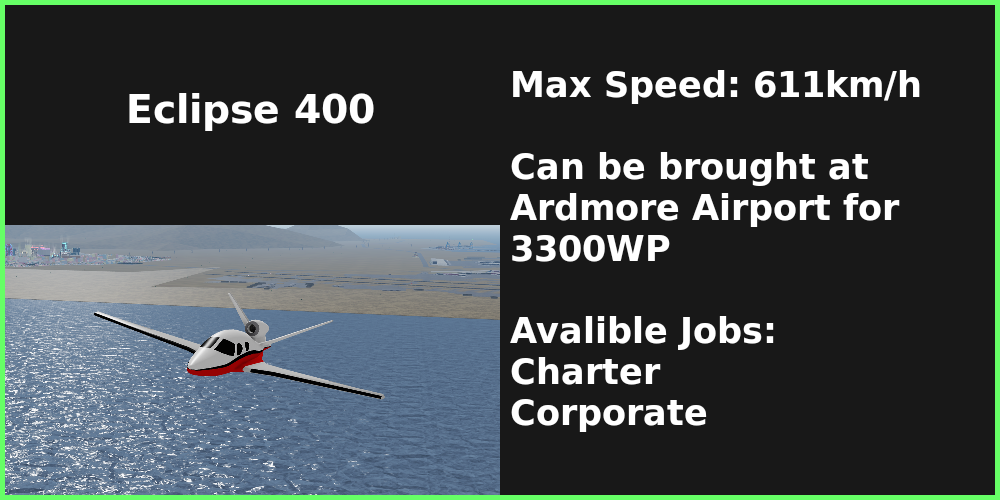 Eclipse 400
Max Speed: 611km/h
Can be brought at
Ardmore Airport for
3300WP
Avalible Jobs:
Charter
Corporate